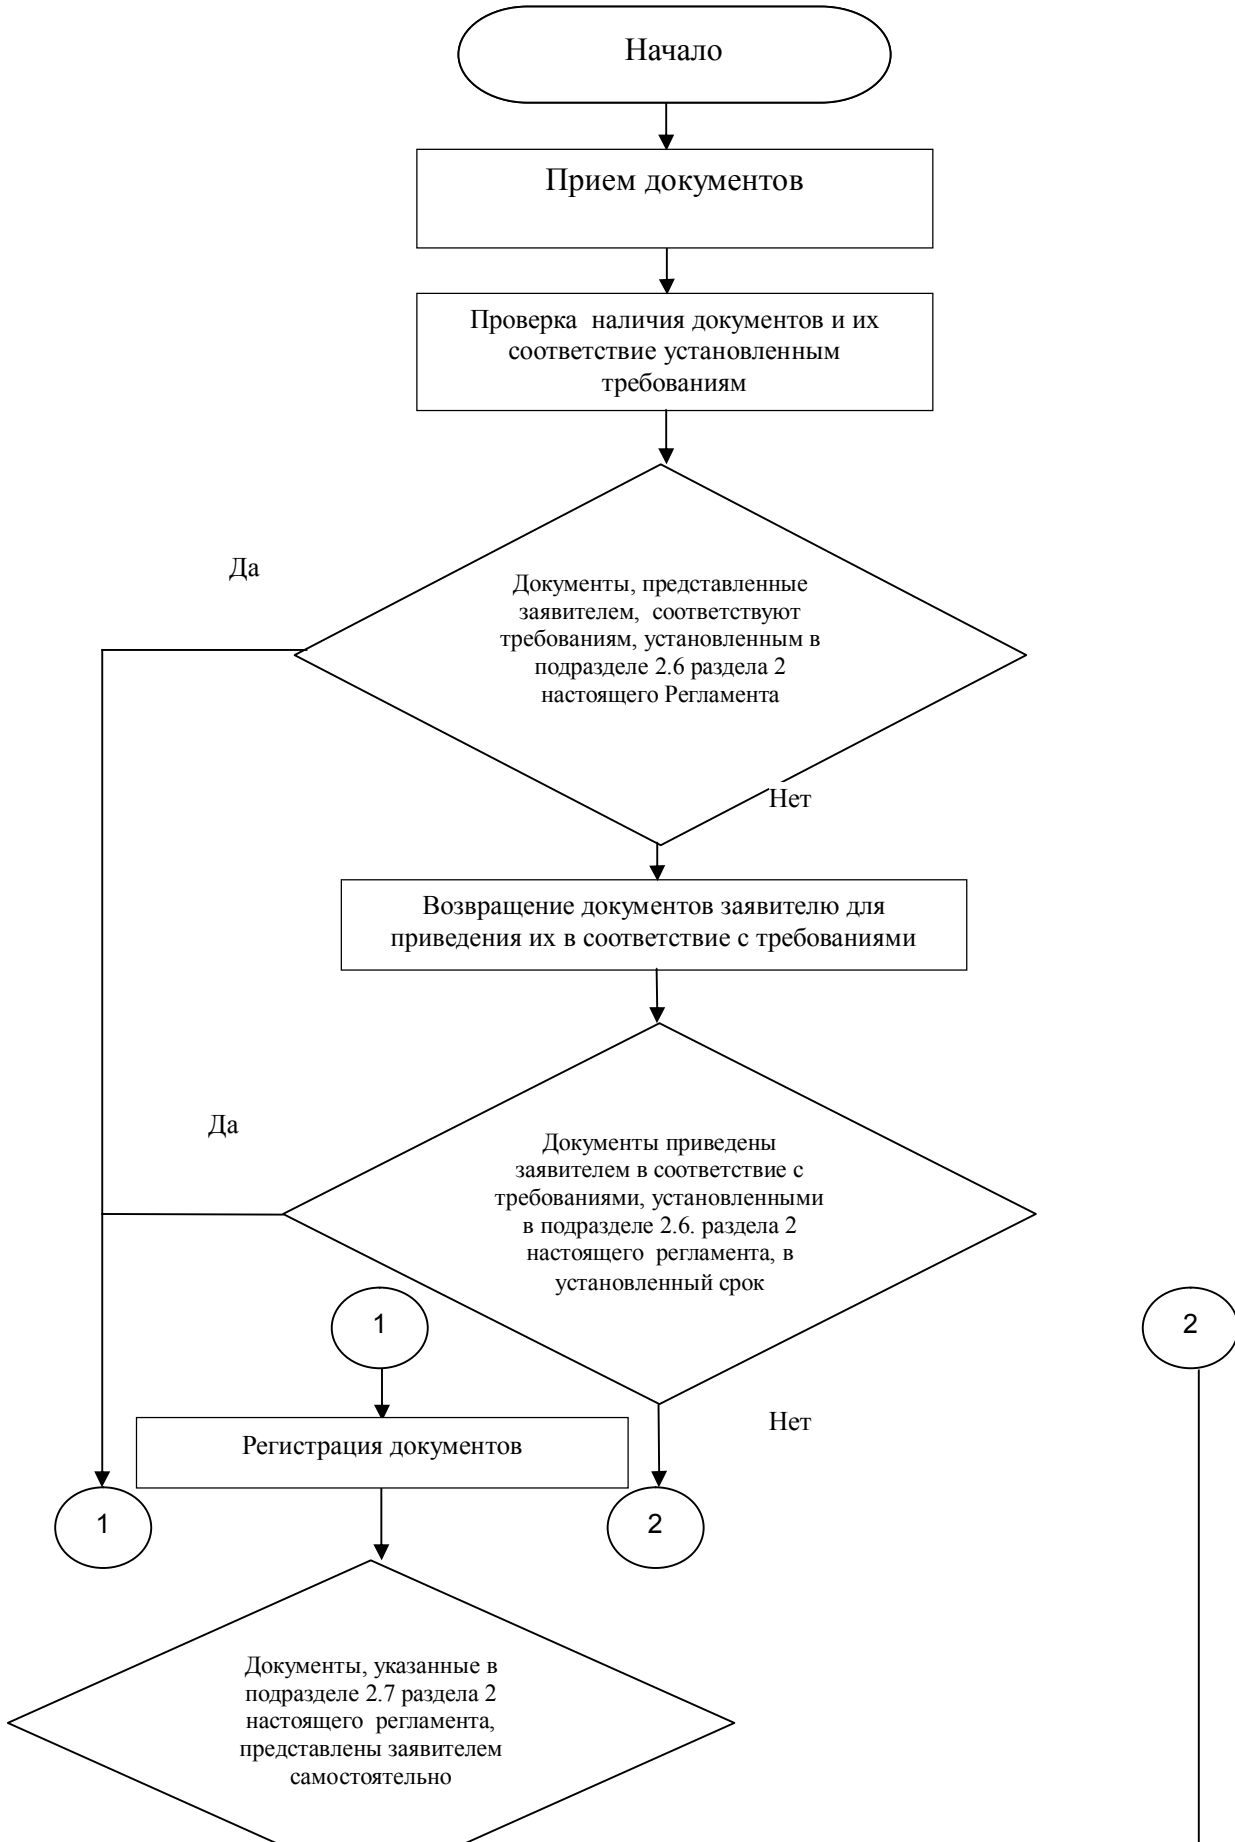 Начало
Прием документов
Проверка наличия документов и их
соответствие установленным
требованиям
Да
Документы, представленные
заявителем, соответствуют
требованиям, установленным в
подразделе 2.6 раздела 2
настоящего Регламента
Нет
Возвращение документов заявителю для
приведения их в соответствие с требованиями
Да
Документы приведены
заявителем в соответствие с
требованиями, установленными
в подразделе 2.6. раздела 2
настоящего регламента, в
установленный срок
1
2
Нет
Регистрация документов
1
2
Документы, указанные в
подразделе 2.7 раздела 2
настоящего регламента,
представлены заявителем
самостоятельно